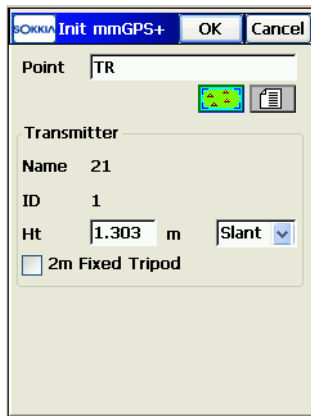 SOKKIA Init mmGPS+ OK Cancel
Point TR
Transmitter
Name 21
ID 1
Ht 1.303 m Slant
2m Fixed Tripod